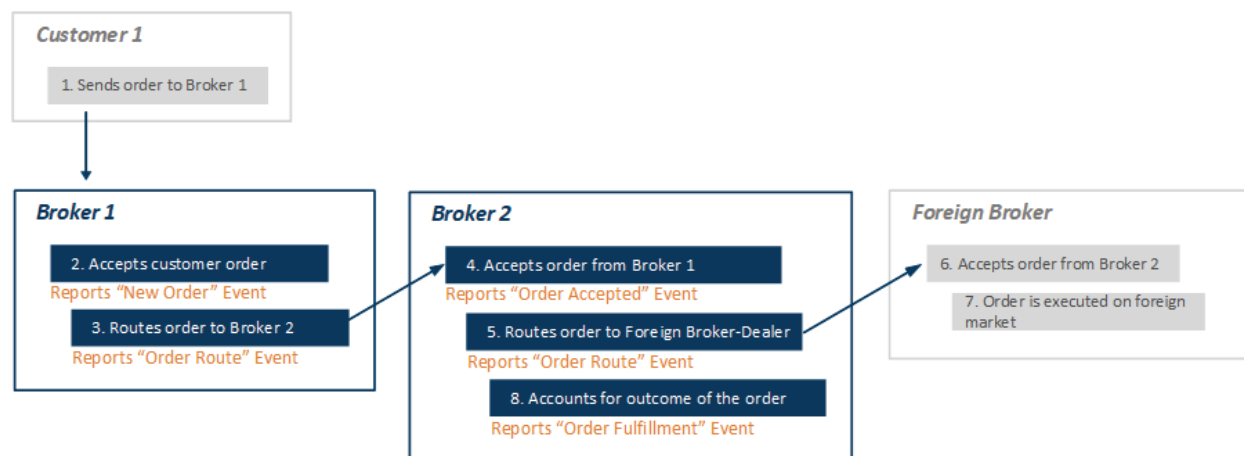 Customer 1
1. Sends order to Broker 1
Broker 1
2. Accepts customer order
Reports “New Order” Event
3. Routes order to Broker 2
Reports “Order Route” Event
Broker 2
4. Accepts order from Broker 1
Reports “Order Accepted” Event
5. Routes order to Foreign Broker-Dealer
Reports “Order Route” Event
8. Accounts for outcome of the order
Reports “Order Fulfillment” Event
Foreign Broker
6. Accepts order from Broker 2
7. Order is executed on foreign
market